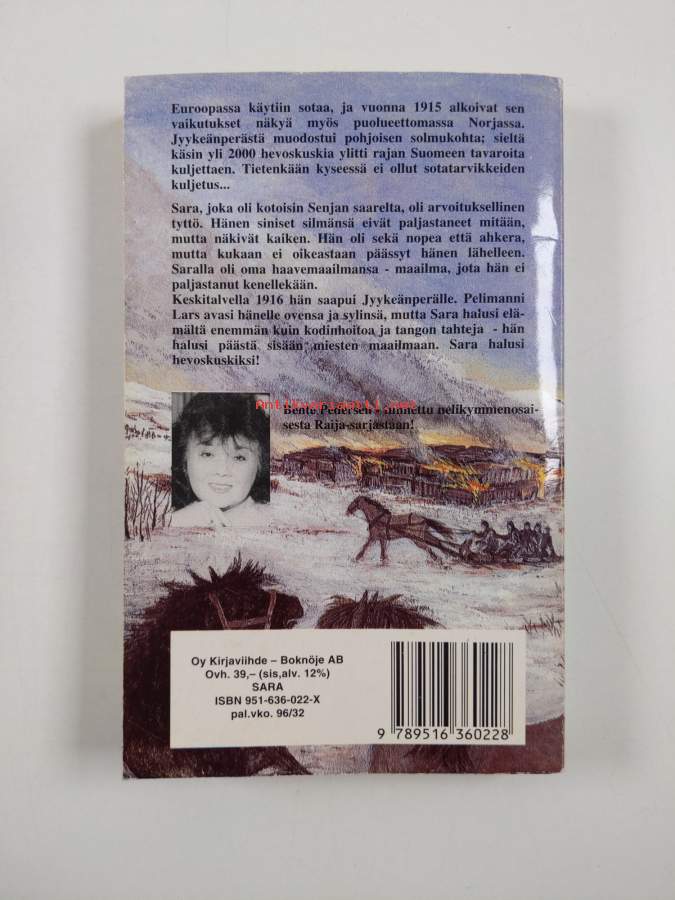 Euroopassa käytiin sotaa, ja vuonna 1915 alkoivat sen
vaikutukset näkyä myös puolueettomassa Norjassa.
Jyykeänperästä muodostui pohjoisen solmukohta; sieltä
käsin yli 2000 hevoskuskia ylitti rajan Suomeen tavaroita
kuljettaen. Tietenkään kyseessä ei ollut sotatarvikkeiden
kuljetus...
Sara, joka oli kotoisin Senjan saarelta, oli arvoituksellinen
tyttö. Hänen siniset silmänsä eivät paljastaneet mitään,
mutta näkivät kaiken. Hän oli sekä nopea että ahkera,
mutta kukaan ei oikeastaan päässyt hänen lähelleen.
Saralla oli oma haavemaailmansa - maailma, jota hän ei
paljastanut kenellekään.
Keskitalvella 1916 hän saapui Jyykeänperälle. Pelimanni
Lars avasi hänelle ovensa ja sylinsä, mutta Sara halusi elä-
mältä enemmän kuin kodinhoitoa ja tangon tahteja - hän
halusi päästä sisään miesten maailmaan. Sara halusi
hevoskuskiksi!
Bente Pedersen tunnettu nelikymmenosai-
sesta Raija-sarjastaan!
Oy Kirjaviihde – Boknöje AB
Ovh. 39,– (sis,alv. 12%)
SARA
ISBN 951-636-022-X
pal.vko. 96/32
9 789516 360228